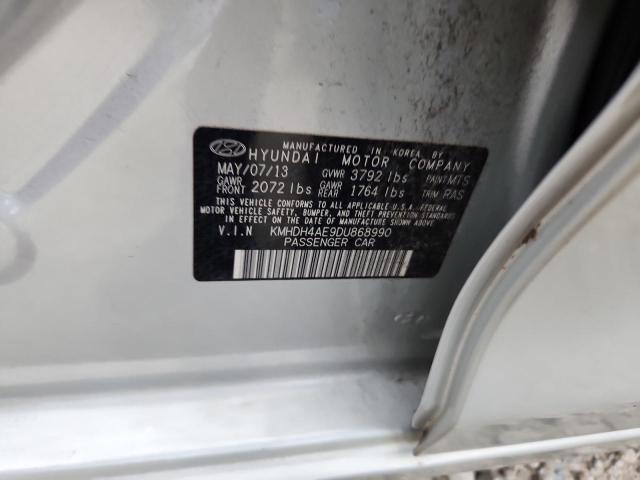 MANUFACTURED IN KOREA BY
HYUNDAI MOTOR COMPANY
MAY/07/13 GVWR 3792 lbs PAINT MTS
GAWR FRONT 2072 lbs GAWR REAR 1764 lbs TRIM RAS
THIS VEHICLE CONFORMS TO ALL APPLICABLE U.S.A. FEDERAL
MOTOR VEHICLE SAFETY, BUMPER, AND THEFT PREVENTION STANDARDS
IN EFFECT ON THE DATE OF MANUFACTURE SHOWN ABOVE.
V.I.N KMHDH4AE9DU868990
PASSENGER CAR